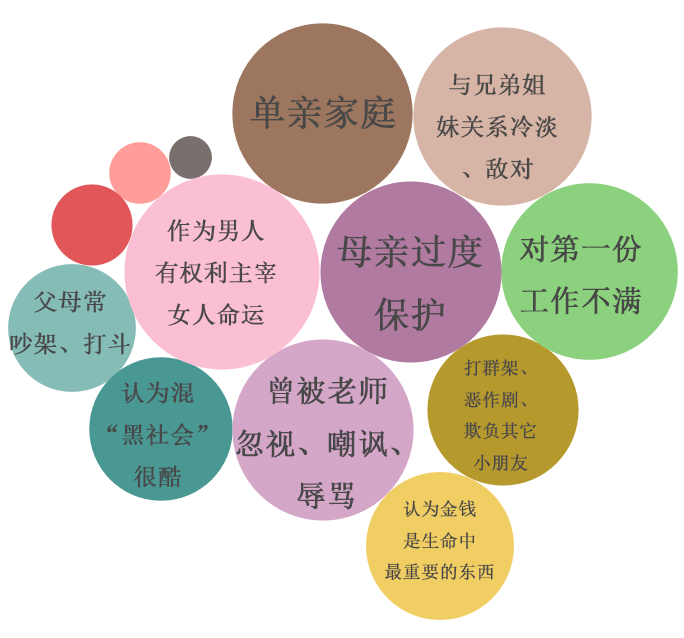 单亲家庭
与兄弟姐
妹关系冷淡
、敌对
作为男人
有权利主宰
女人命运
母亲过度
保护
对第一份
工作不满
父母常
吵架、打斗
认为混
“黑社会”
很酷
曾被老师
忽视、嘲讽、
辱骂
打群架、
恶作剧、
欺负其它
小朋友
认为金钱
是生命中
最重要的东西